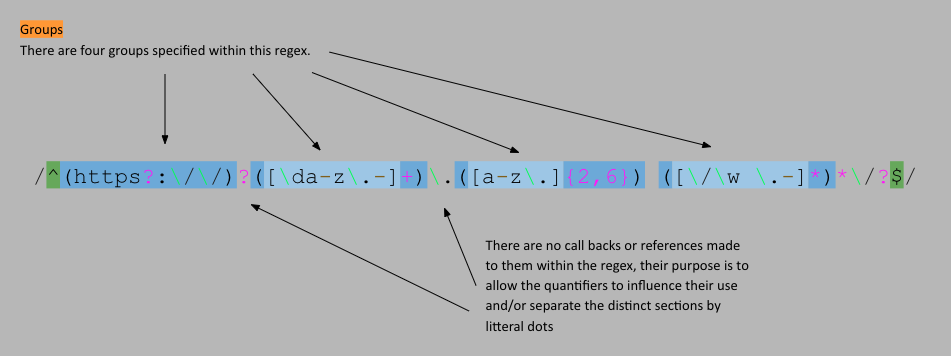 Groups
There are four groups specified within this regex.
/^(https?:\/\/)?([\da-z\.-]+)\.([a-z\.]{2,6}) ([\/\w \.-]*)*\/?$/
There are no call backs or references made
to them within the regex, their purpose is to
allow the quantifiers to influence their use
and/or separate the distinct sections by
litteral dots